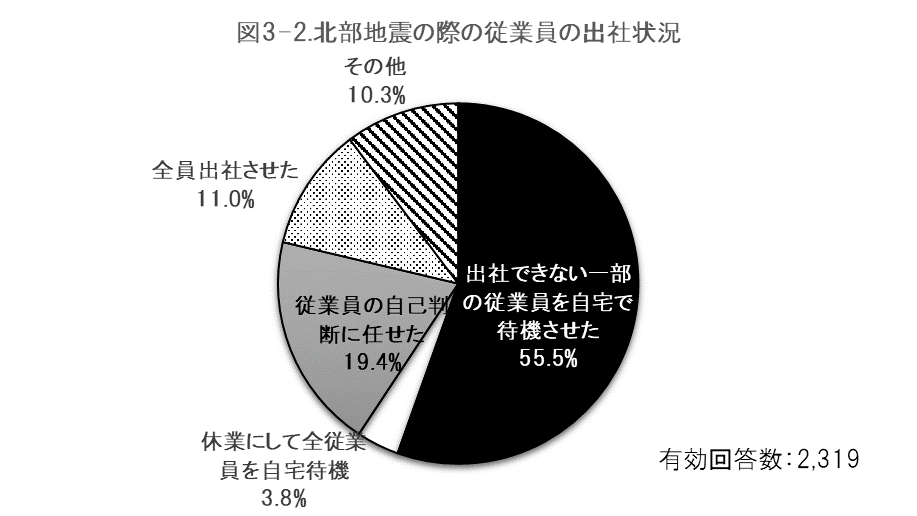 図3-2.北部地震の際の従業員の出社状況
その他
10.3%
全員出社させた
11.0%
出社できない一部
の従業員を自宅で
待機させた
55.5%
従業員の自己判
断に任せた
19.4%
休業にして全従業
員を自宅待機
3.8%
有効回答数：2,319